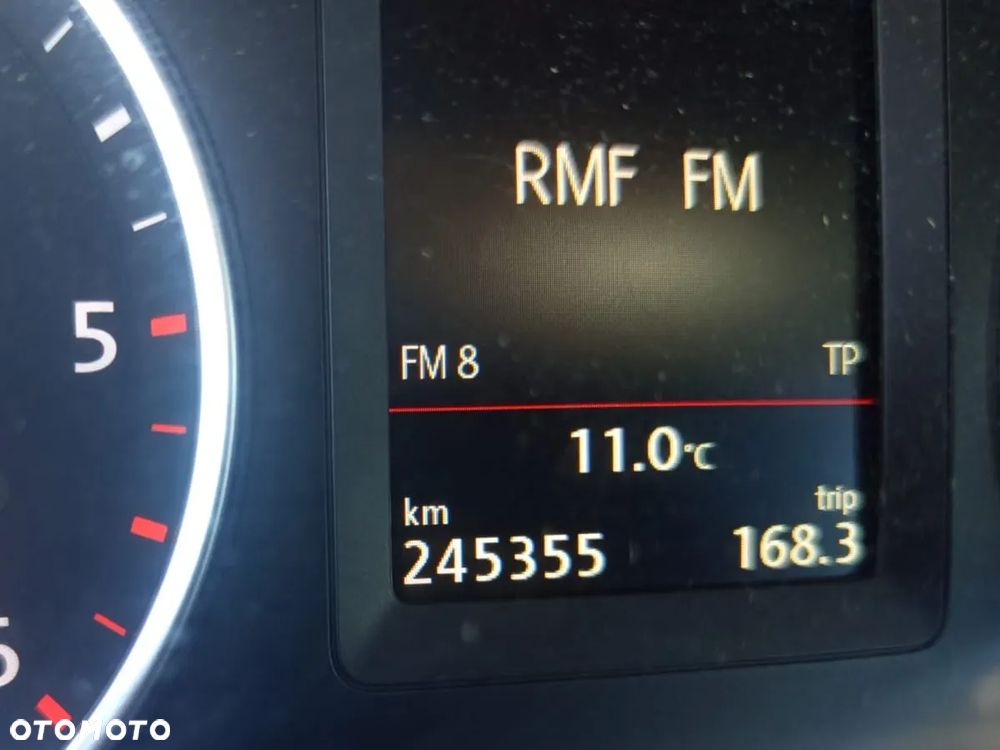 RMF FM
5
FM 8 TP
11.0°C
km trip
245355 168.3
OTOMOTO